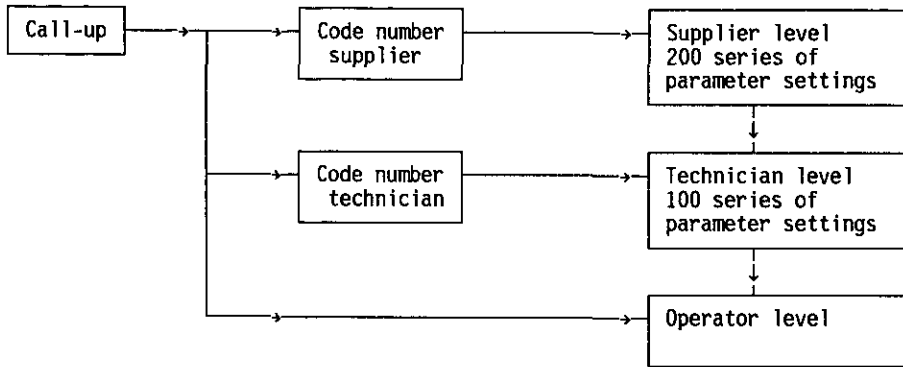 Call-up
Code number
supplier
Supplier level
200 series of
parameter settings
Code number
technician
Technician level
100 series of
parameter settings
Operator level